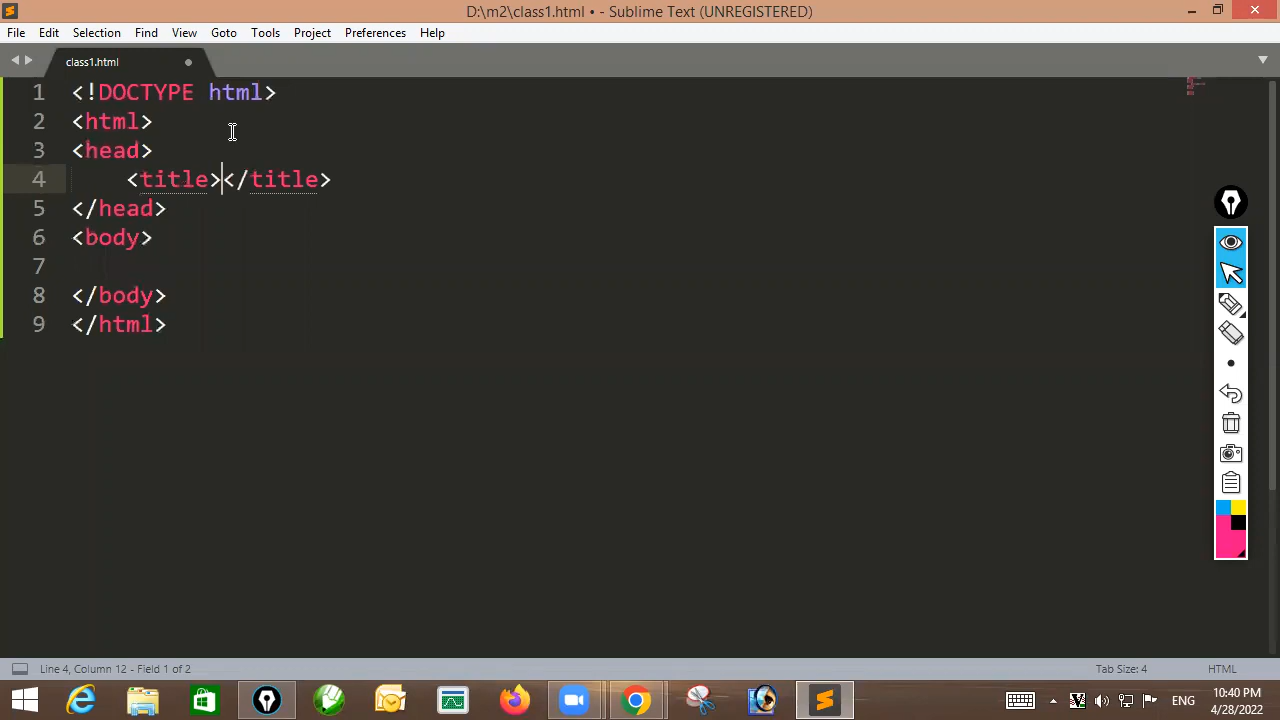 D:\m2\class1.html • - Sublime Text (UNREGISTERED)
File Edit Selection View Goto Tools Project Preferences Help
class1.html
1 <!DOCTYPE html>
2 <html>
3 <head>
4 <title></title>
5 </head>
6 <body>
7
8 </body>
9 </html>
Line 4, Column 12 - Field 1 of 2 Tab Size: 4 HTML
ENG
10:40 PM
4/28/2022